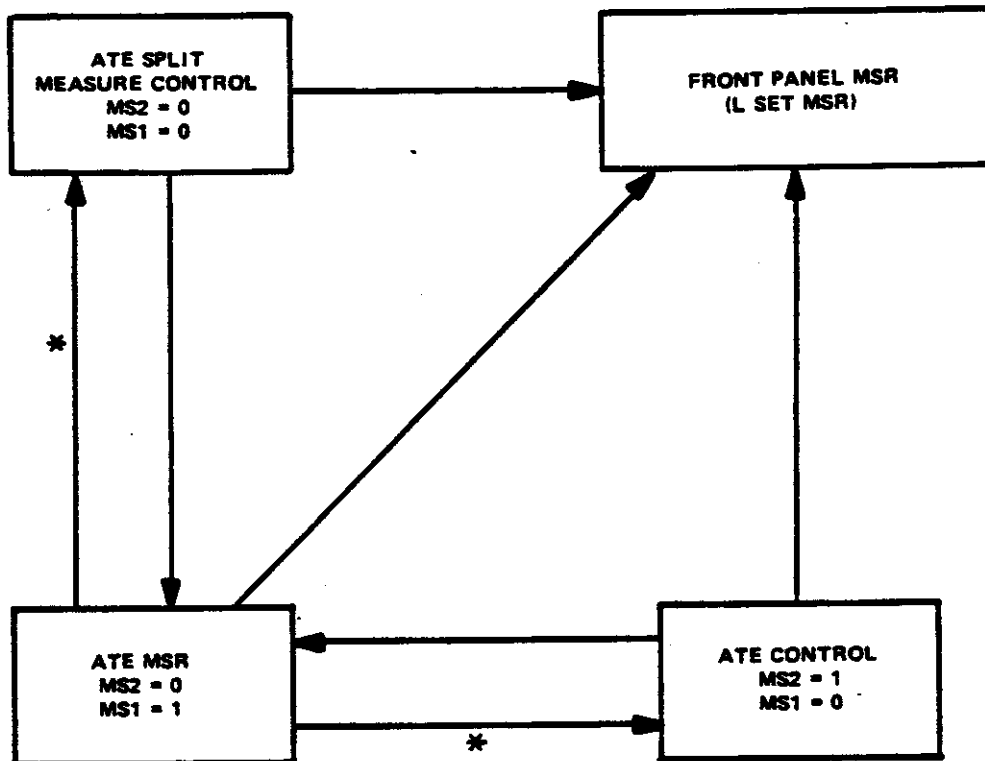 ATE SPLIT
MEASURE CONTROL
MS2 = 0
MS1 = 0
FRONT PANEL MSR
(L SET MSR)
*
ATE MSR
MS2 = 0
MS1 = 1
ATE CONTROL
MS2 = 1
MS1 = 0
*